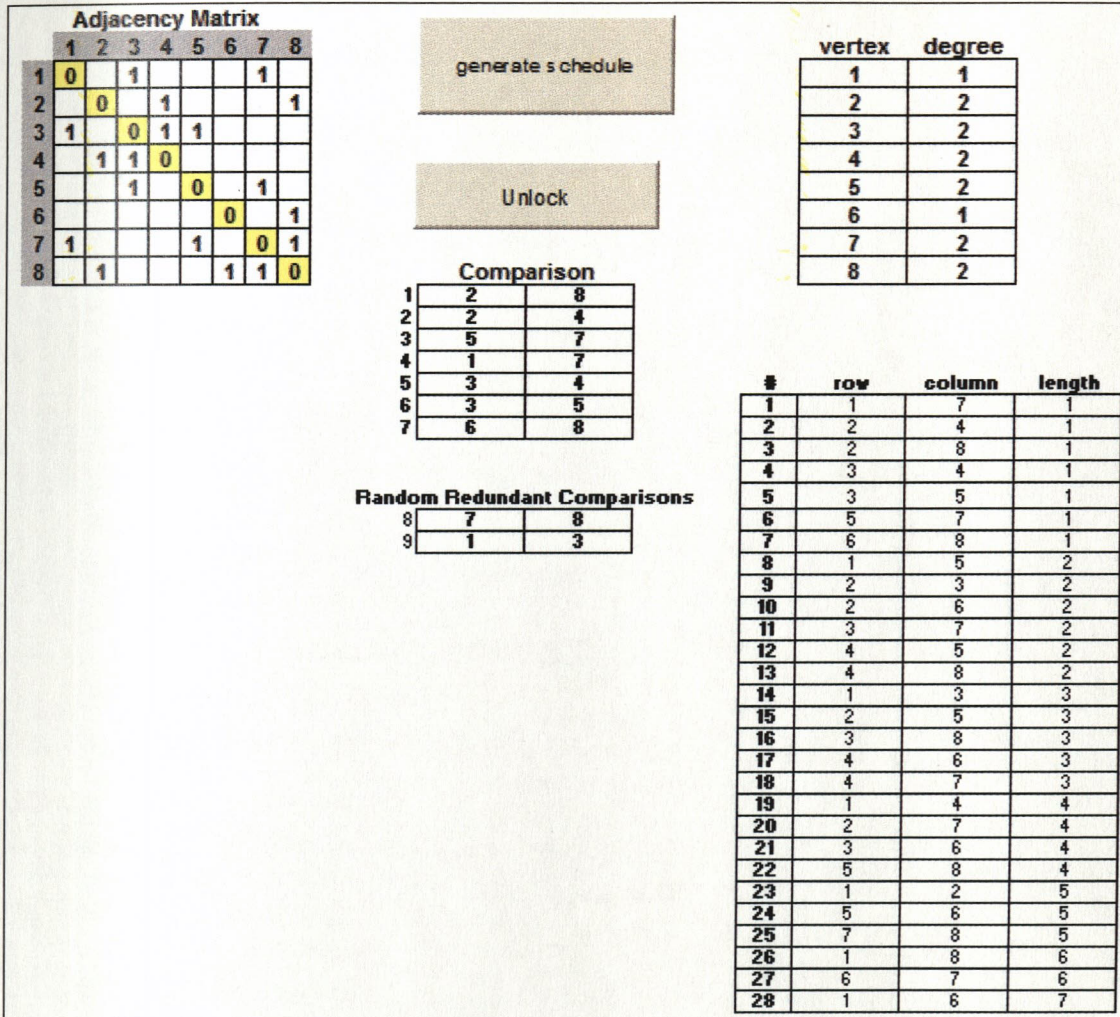 Adjacency Matrix
1 2 3 4 5 6 7 8
1 0 1 1
2 0 1 1
3 1 0 1 1
4 1 1 0
5 1 0 1
6 0 1
7 1 1 0 1
8 1 1 1 0
generate schedule
Unlock
Comparison
1 2 8
2 2 4
3 5 7
4 1 7
5 3 4
6 3 5
7 6 8
Random Redundant Comparisons
8 7 8
9 1 3
vertex degree
1 1
2 2
3 2
4 2
5 2
6 1
7 2
8 2
# row column length
1 1 7 1
2 2 4 1
3 2 8 1
4 3 4 1
5 3 5 1
6 5 7 1
7 6 8 1
8 1 5 2
9 2 3 2
10 2 6 2
11 3 7 2
12 4 5 2
13 4 8 2
14 1 3 3
15 2 5 3
16 3 8 3
17 4 6 3
18 4 7 3
19 1 4 4
20 2 7 4
21 3 6 4
22 5 8 4
23 1 2 5
24 5 6 5
25 7 8 5
26 1 8 6
27 6 7 6
28 1 6 7